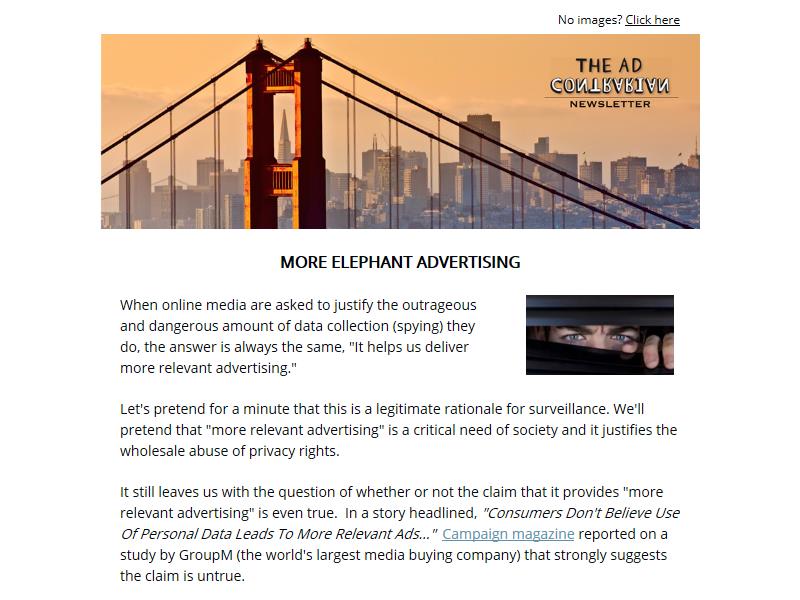 No images? Click here
THE AD
CONTRARIAN
NEWSLETTER
MORE ELEPHANT ADVERTISING
When online media are asked to justify the outrageous
and dangerous amount of data collection (spying) they
do, the answer is always the same, "It helps us deliver
more relevant advertising."
Let's pretend for a minute that this is a legitimate rationale for surveillance. We'll
pretend that "more relevant advertising" is a critical need of society and it justifies the
wholesale abuse of privacy rights.
It still leaves us with the question of whether or not the claim that it provides "more
relevant advertising" is even true.  In a story headlined, "Consumers Don't Believe Use
Of Personal Data Leads To More Relevant Ads..."  Campaign magazine reported on a
study by GroupM (the world's largest media buying company) that strongly suggests
the claim is untrue.